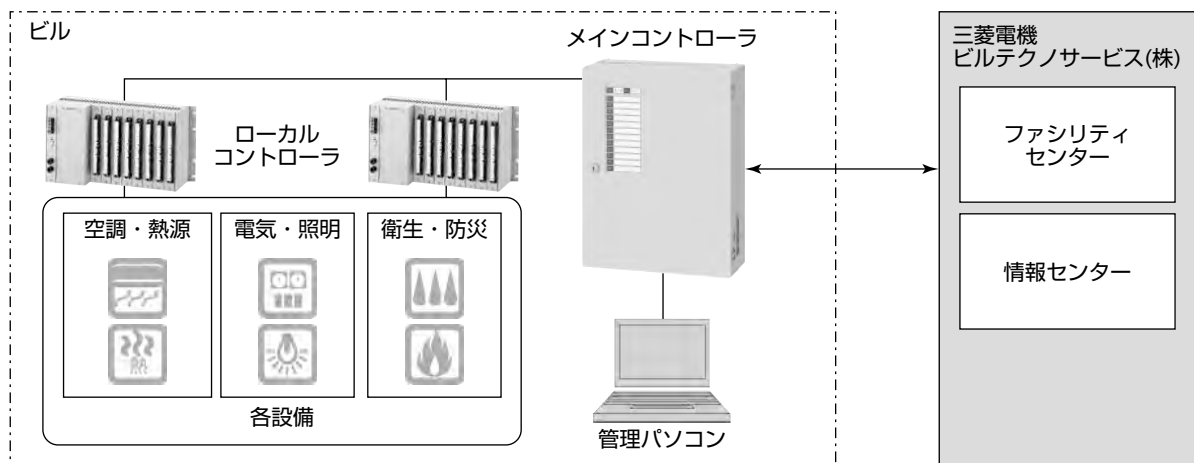 ビル
メインコントローラ
ローカル
コントローラ
空調・熱源
電気・照明
衛生・防災
各設備
管理パソコン
三菱電機
ビルテクノサービス(株)
ファシリティ
センター
情報センター